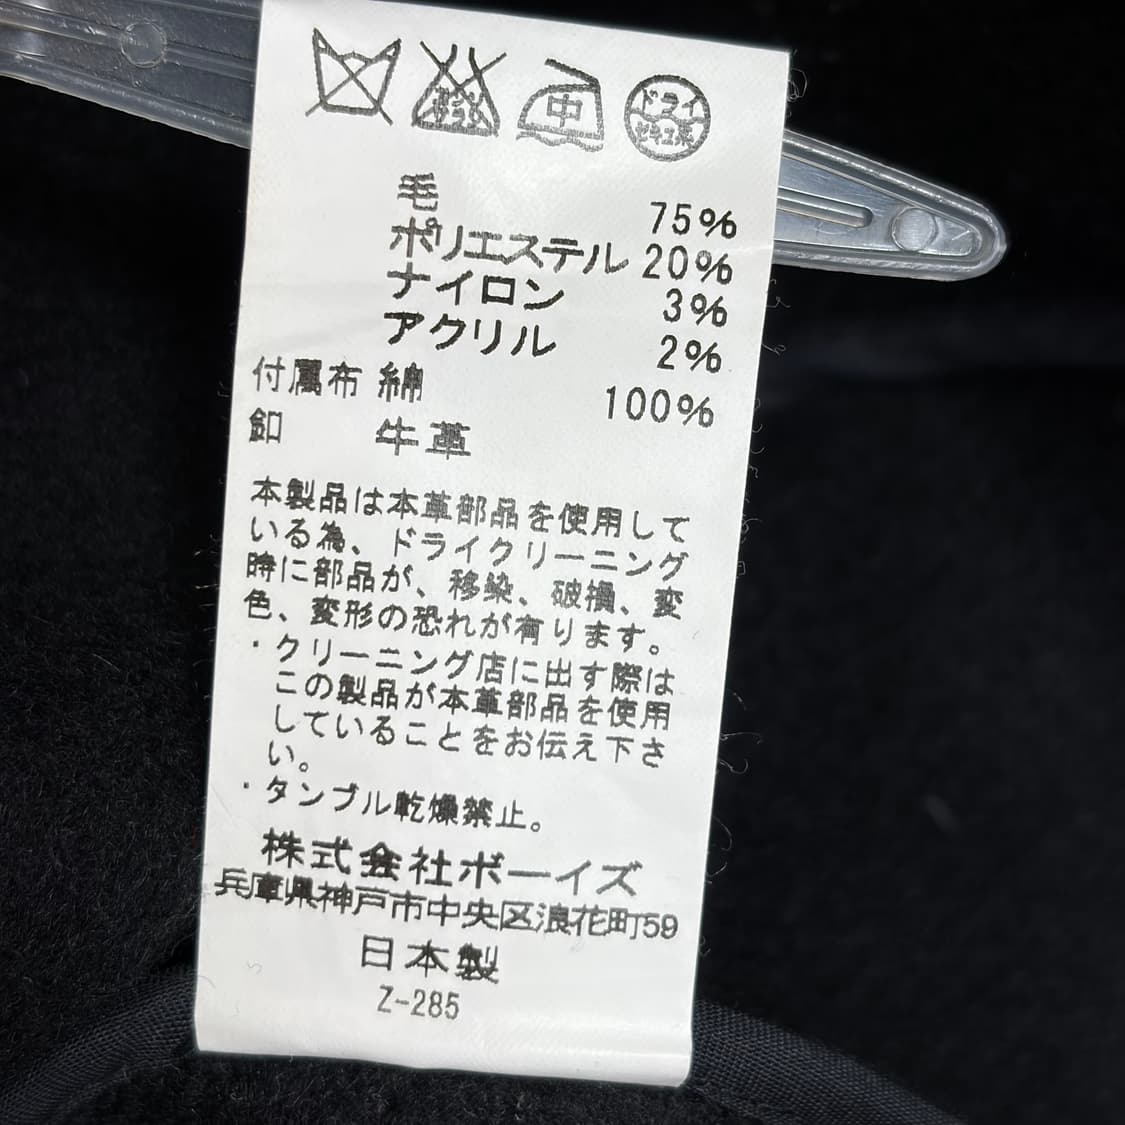 中
ドライ
セキユ系
毛 75%
ポリエステル 20%
ナイロン 3%
アクリル 2%
付属布 綿 100%
釦 牛革
本製品は本革部品を使用して
いる為、ドライクリーニング
時に部品が、移染、破損、変
色、変形の恐れが有ります。
・クリーニング店に出す際は
この製品が本革部品を使用
していることをお伝え下さ
い。
・タンブル乾燥禁止。
株式会社ボーイズ
兵庫県神戸市中央区浪花町59
日本製
Z-285